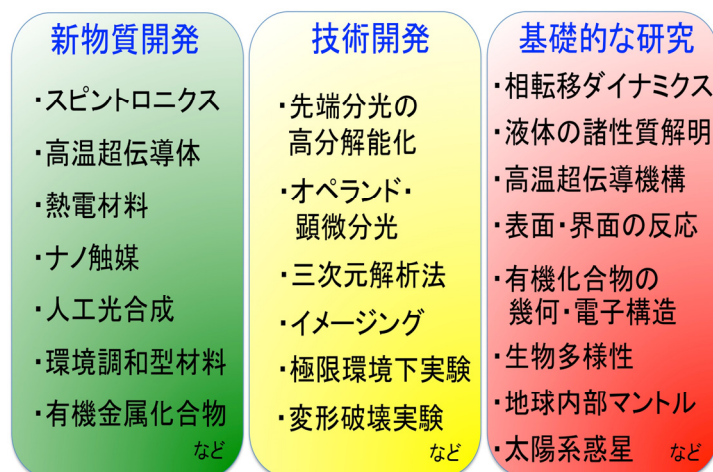 新物質開発
・スピントロニクス
・高温超伝導体
・熱電材料
・ナノ触媒
・人工光合成
・環境調和型材料
・有機金属化合物
など
技術開発
・先端分光の
高分解能化
・オペランド・
顕微分光
・三次元解析法
・イメージング
・極限環境下実験
・変形破壊実験
など
基礎的な研究
・相転移ダイナミクス
・液体の諸性質解明
・高温超伝導機構
・表面・界面の反応
・有機化合物の
幾何・電子構造
・生物多様性
・地球内部マントル
・太陽系惑星 など